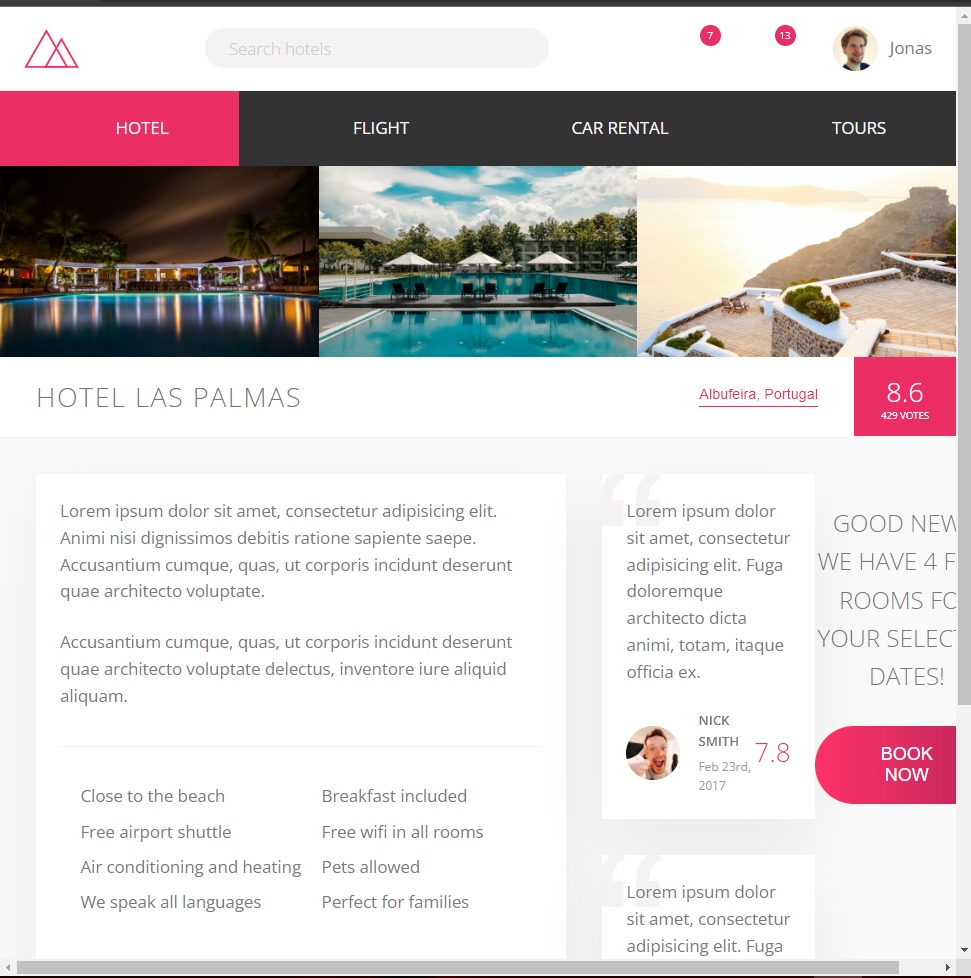 Search hotels
7
13
Jonas
HOTEL
FLIGHT
CAR RENTAL
TOURS
HOTEL LAS PALMAS
Albufeira, Portugal
8.6
429 VOTES
Lorem ipsum dolor sit amet, consectetur adipisicing elit.
Animi nisi dignissimos debitis ratione sapiente saepe.
Accusantium cumque, quas, ut corporis incidunt deserunt
quae architecto voluptate.
Accusantium cumque, quas, ut corporis incidunt deserunt
quae architecto voluptate delectus, inventore iure aliquid
aliquam.
Close to the beach
Breakfast included
Free airport shuttle
Free wifi in all rooms
Air conditioning and heating
Pets allowed
We speak all languages
Perfect for families
“
Lorem ipsum dolor
sit amet, consectetur
adipisicing elit. Fuga
doloremque
architecto dicta
animi, totam, itaque
officia ex.
NICK
SMITH
Feb 23rd,
2017
7.8
“
Lorem ipsum dolor
sit amet, consectetur
adipisicing elit. Fuga
GOOD NEW
WE HAVE 4 F
ROOMS FO
YOUR SELECT
DATES!
BOOK
NOW